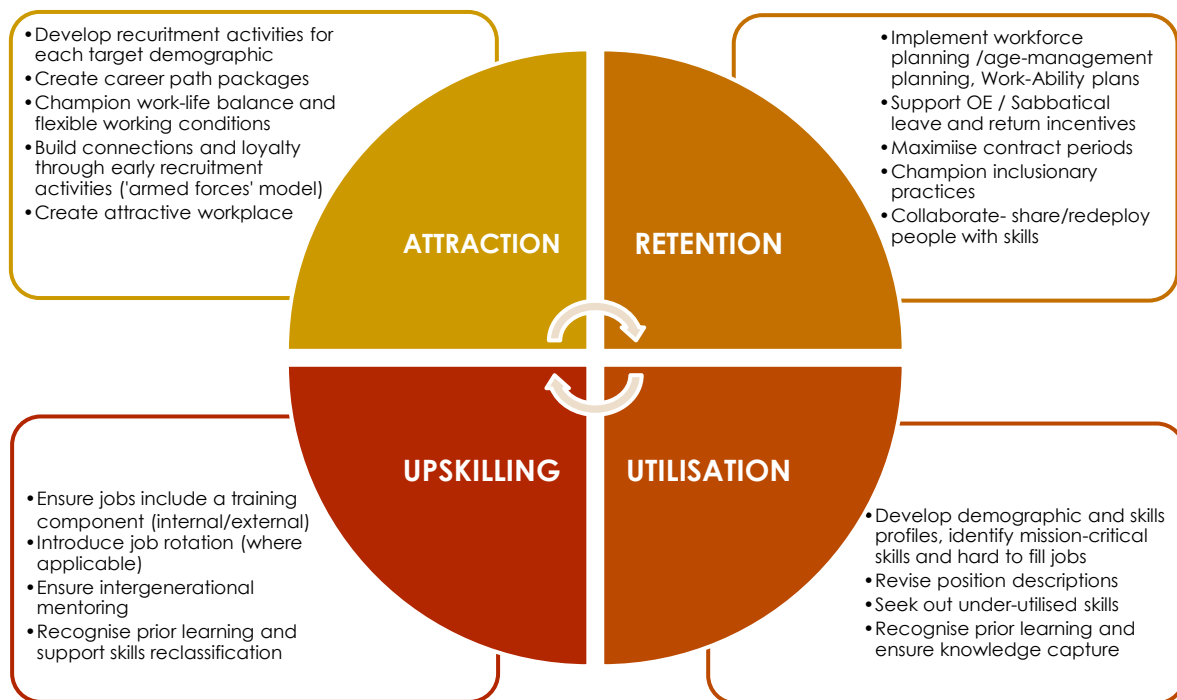 •Develop recuritment activities for
each target demographic
•Create career path packages
•Champion work-life balance and
flexible working conditions
•Build connections and loyalty
through early recruitment
activities ('armed forces' model)
•Create attractive workplace
ATTRACTION
•Implement workforce
planning /age-management
planning, Work-Ability plans
•Support OE / Sabbatical
leave and return incentives
•Maximiise contract periods
•Champion inclusionary
practices
•Collaborate- share/redeploy
people with skills
RETENTION
UPSKILLING
•Ensure jobs include a training
component (internal/external)
•Introduce job rotation (where
applicable)
•Ensure intergenerational
mentoring
•Recognise prior learning and
support skills reclassification
UTILISATION
•Develop demographic and skills
profiles, identify mission-critical
skills and hard to fill jobs
•Revise position descriptions
•Seek out under-utilised skills
•Recognise prior learning and
ensure knowledge capture